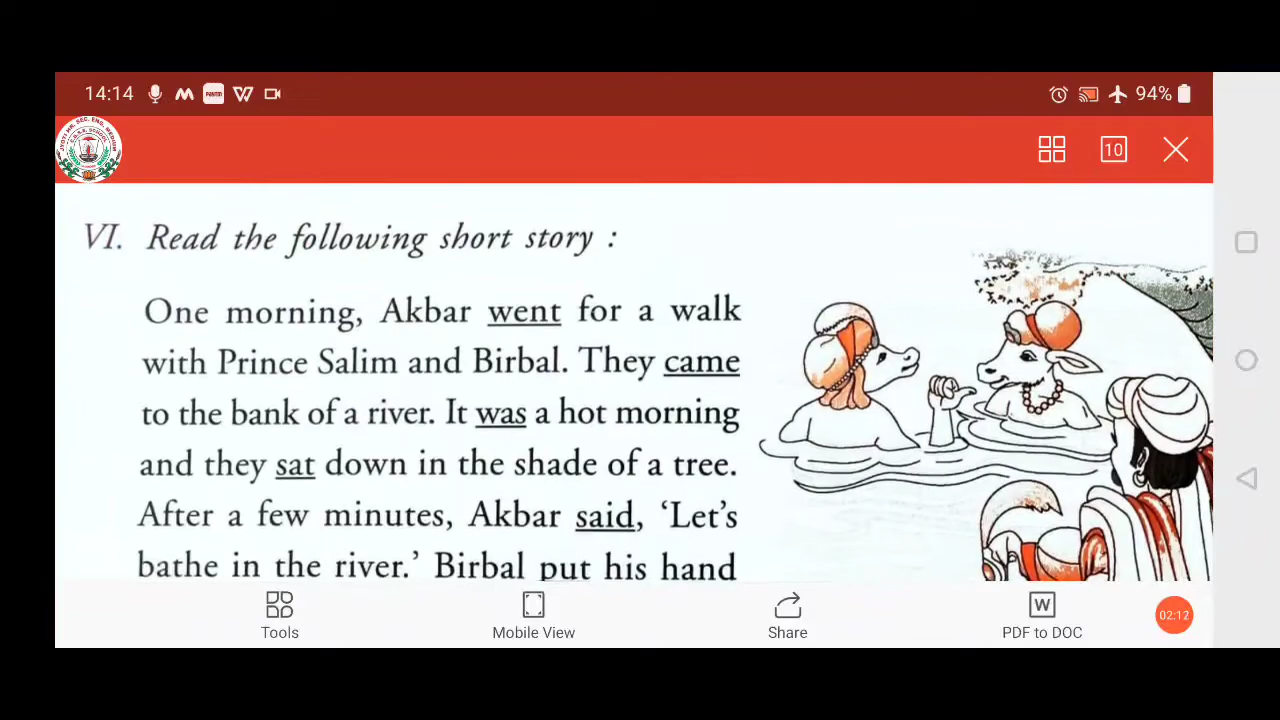 14:14 94%
10
VI. Read the following short story :
One morning, Akbar went for a walk
with Prince Salim and Birbal. They came
to the bank of a river. It was a hot morning
and they sat down in the shade of a tree.
After a few minutes, Akbar said, ‘Let’s
bathe in the river.’ Birbal put his hand
Tools Mobile View Share W PDF to DOC 02:12